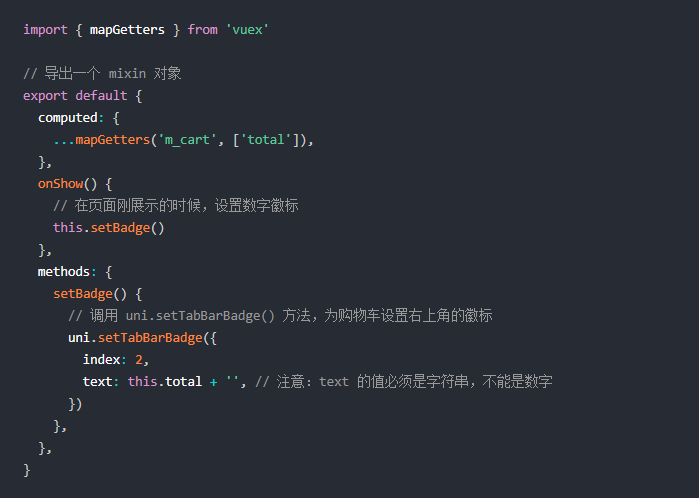 import { mapGetters } from 'vuex'
// 导出一个 mixin 对象
export default {
  computed: {
    ...mapGetters('m_cart', ['total']),
  },
  onShow() {
    // 在页面刚展示的时候，设置数字徽标
    this.setBadge()
  },
  methods: {
    setBadge() {
      // 调用 uni.setTabBarBadge() 方法，为购物车设置右上角的徽标
      uni.setTabBarBadge({
        index: 2,
        text: this.total + '', // 注意：text 的值必须是字符串，不能是数字
      })
    },
  },
}